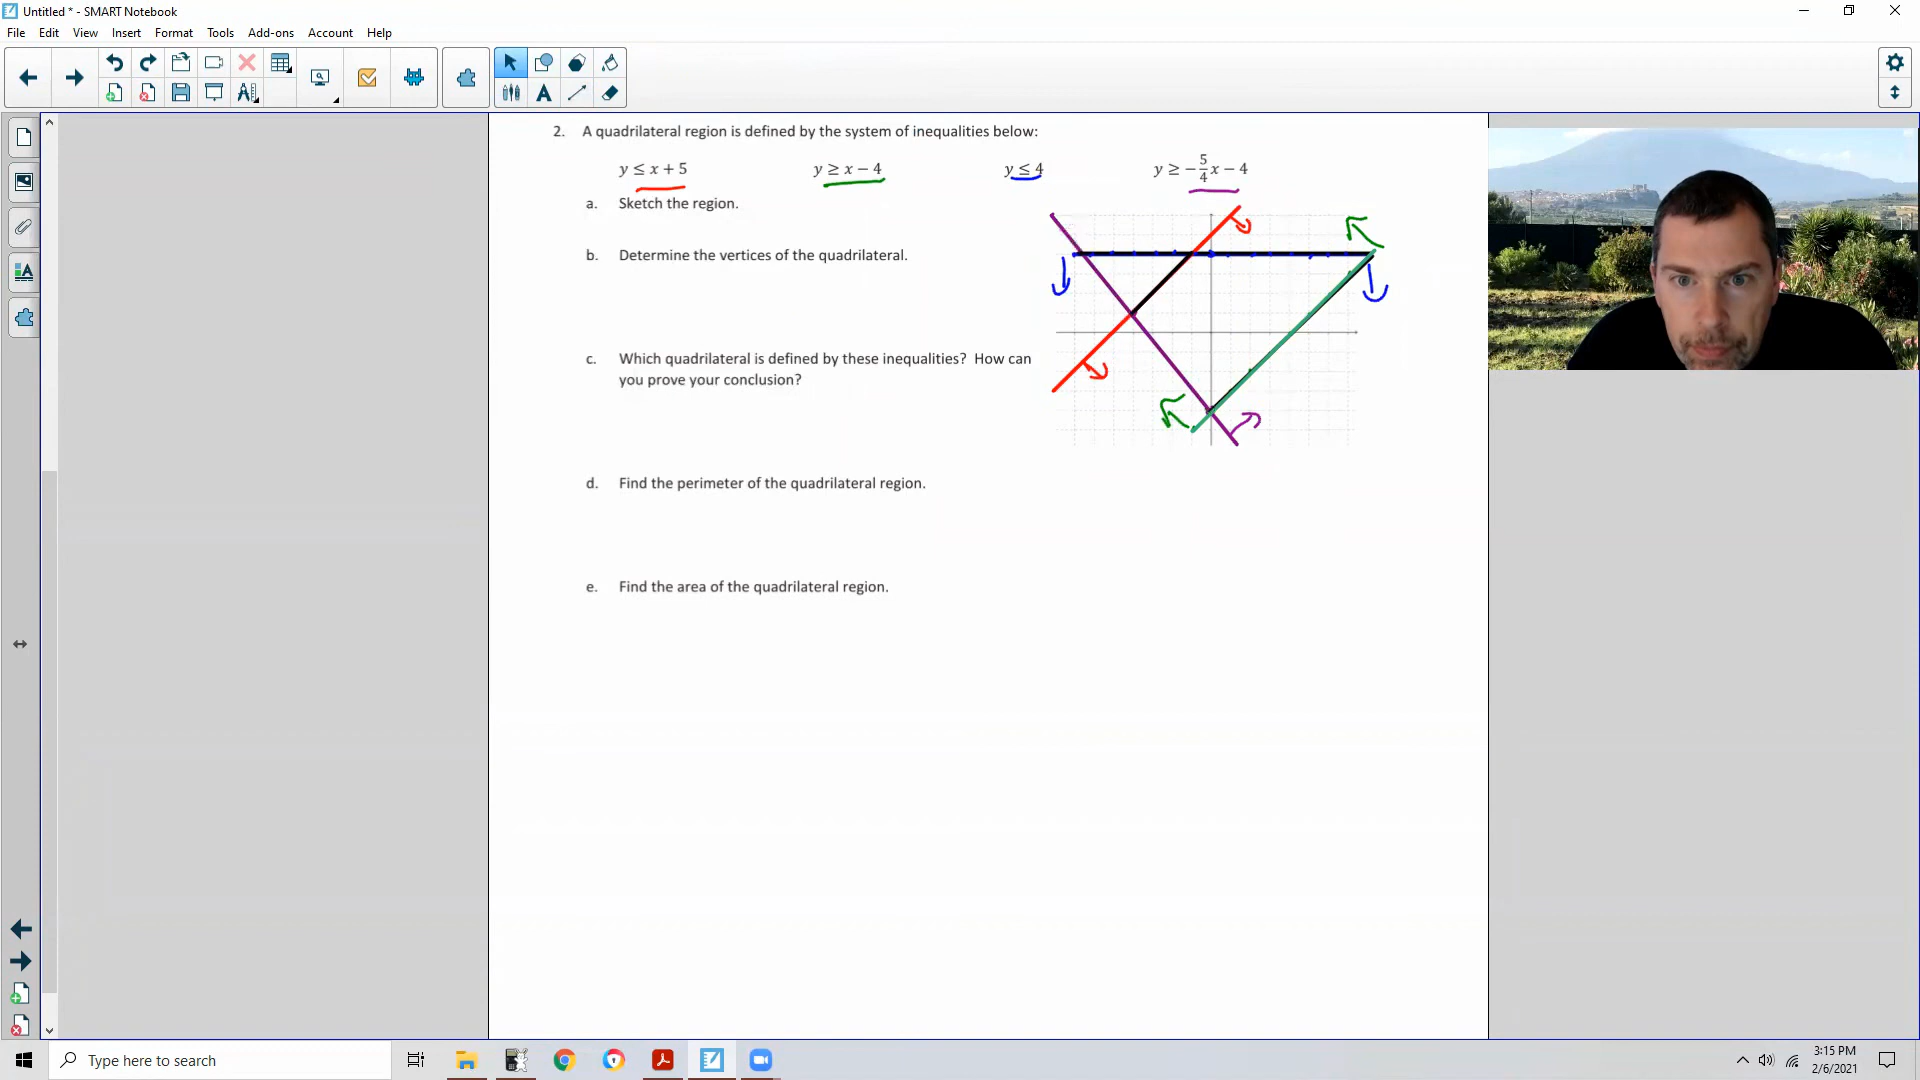 Untitled * - SMART Notebook
File Edit View Insert Format Tools Add-ons Account Help
2. A quadrilateral region is defined by the system of inequalities below:
y ≤ x + 5 y ≥ x − 4 y ≤ 4 y ≥ −5/4x − 4
a. Sketch the region.
b. Determine the vertices of the quadrilateral.
c. Which quadrilateral is defined by these inequalities? How can
you prove your conclusion?
d. Find the perimeter of the quadrilateral region.
e. Find the area of the quadrilateral region.
Type here to search
3:15 PM
2/6/2021